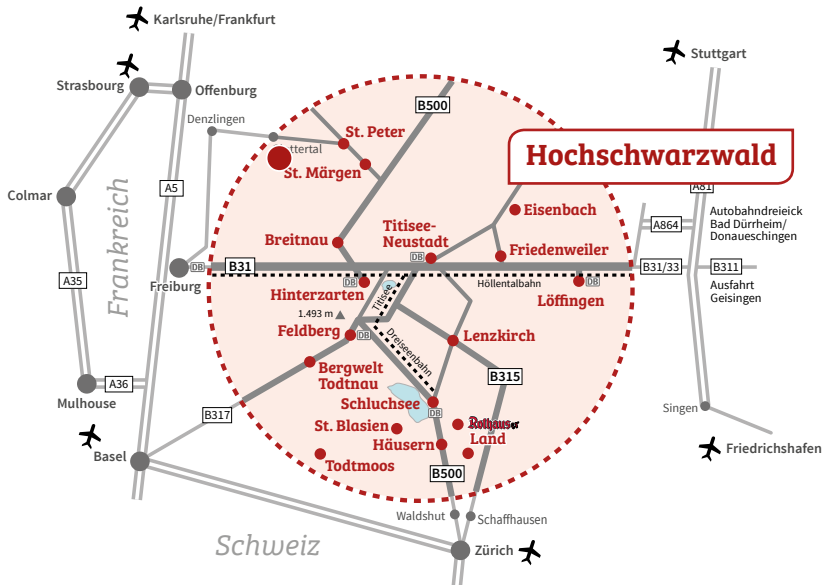 Karlsruhe/Frankfurt
Stuttgart
Strasbourg
Offenburg
B500
Denzlingen
St. Peter
ttertal
St. Märgen
Hochschwarzwald
A5
A81
Colmar
Frankreich
Eisenbach
A864
Autobahndreieick
Bad Dürrheim/
Donaueschingen
Titisee-
Neustadt
Breitnau
Friedenweiler
DB
B31
DB
B31/33
B311
Freiburg
A35
DB
Hinterzarten
Titisee
Höllentalbahn
DB
Löffingen
Ausfahrt
Geisingen
1.493 m
Feldberg
DB
Dreiseenbahn
Lenzkirch
Bergwelt
Todtnau
B315
A36
Mulhouse
B317
Schluchsee
DB
Singen
St. Blasien
Rothauser
Land
Häusern
Basel
Todtmoos
B500
Friedrichshafen
Waldshut
Schaffhausen
Schweiz
Zürich